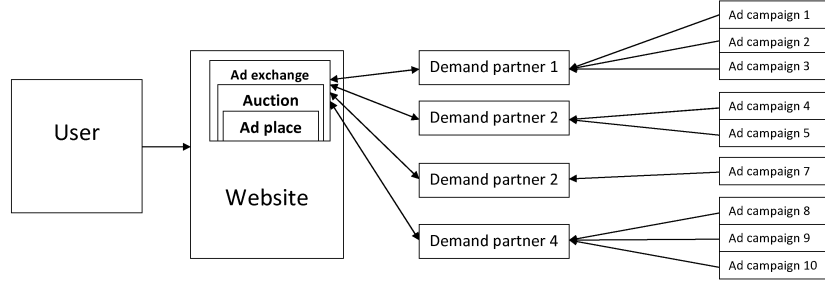 User
Ad exchange
Auction
Ad place
Website
Demand partner 1
Demand partner 2
Demand partner 2
Demand partner 4
Ad campaign 1
Ad campaign 2
Ad campaign 3
Ad campaign 4
Ad campaign 5
Ad campaign 7
Ad campaign 8
Ad campaign 9
Ad campaign 10